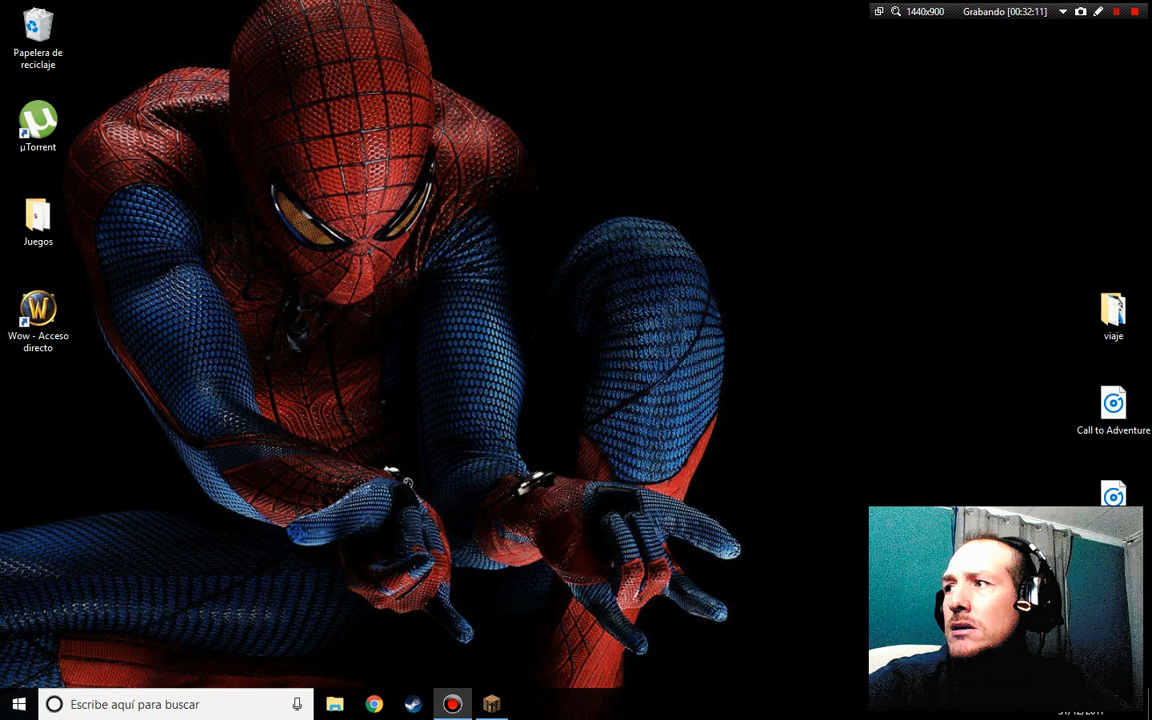 1440x900 Grabando [00:32:11]
Papelera de
reciclaje
µTorrent
Juegos
Wow - Acceso
directo
viaje
Call to Adventure
Escribe aquí para buscar